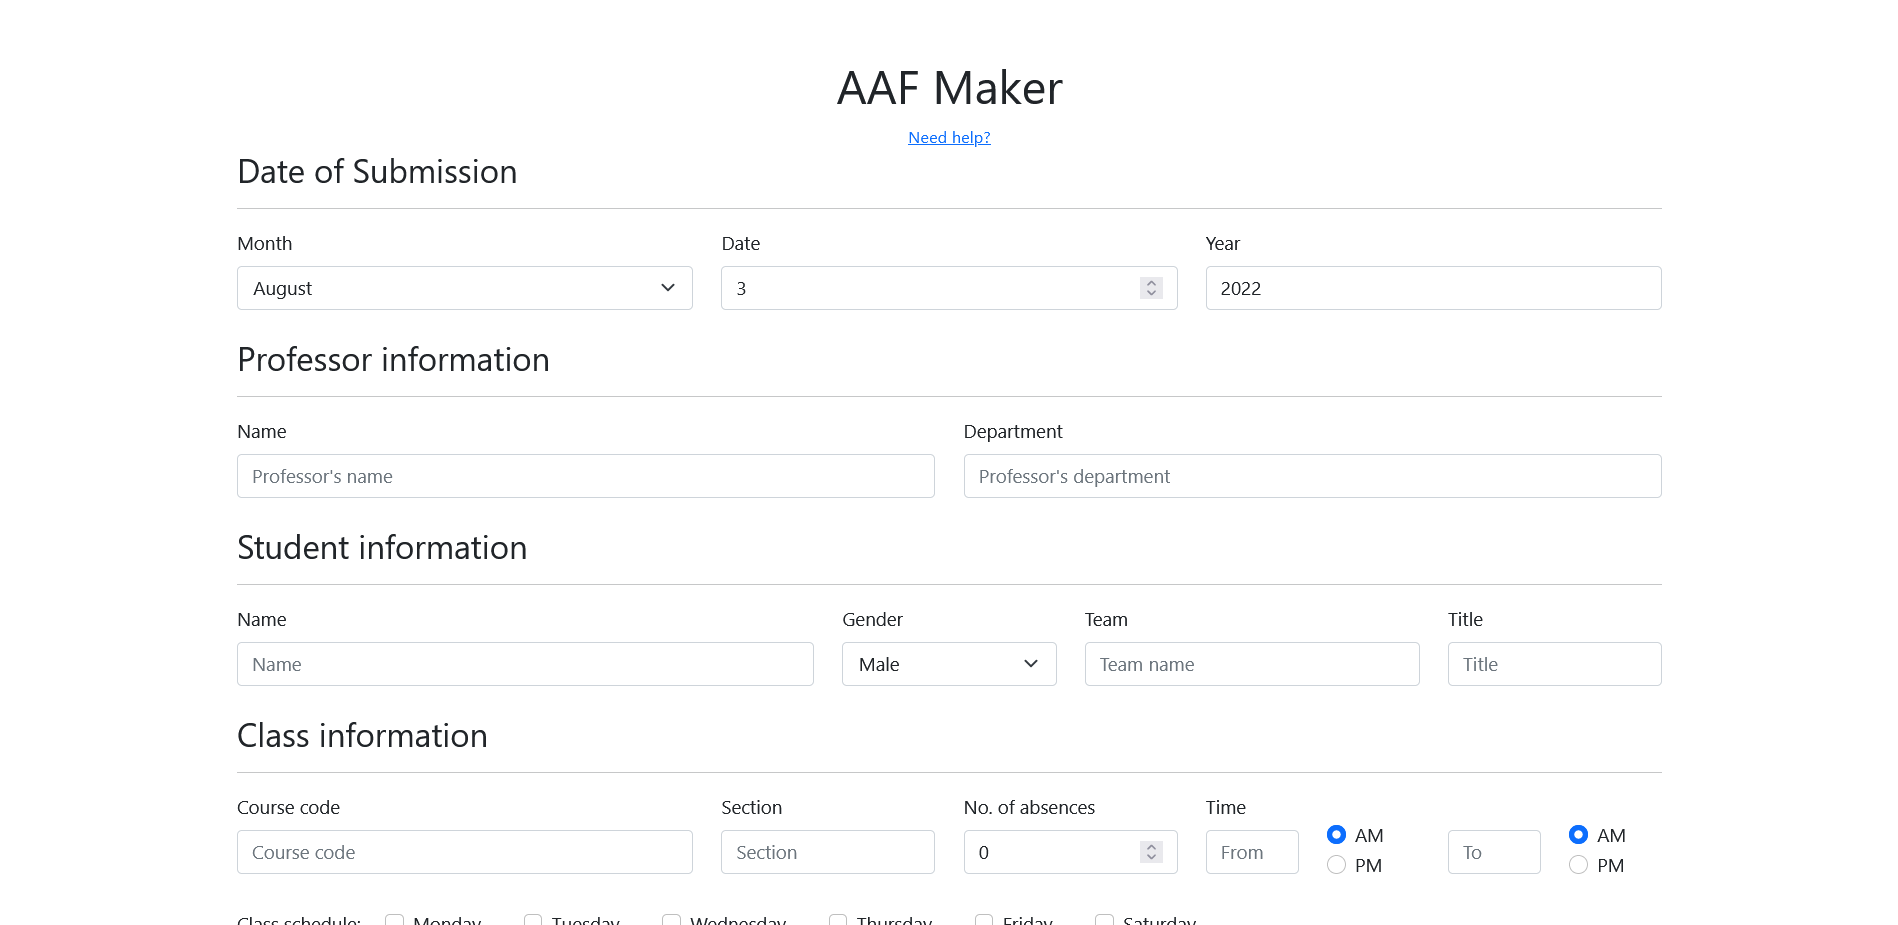 AAF Maker
Need help?
Date of Submission
Month Date Year
August 3 2022
Professor information
Name Department
Professor's name Professor's department
Student information
Name Gender Team Title
Name Male Team name Title
Class information
Course code Section No. of absences Time
AM AM
Course code Section 0 From To
PM PM
Class schedule: Monday Tuesday Wednesday Thursday Friday Saturday